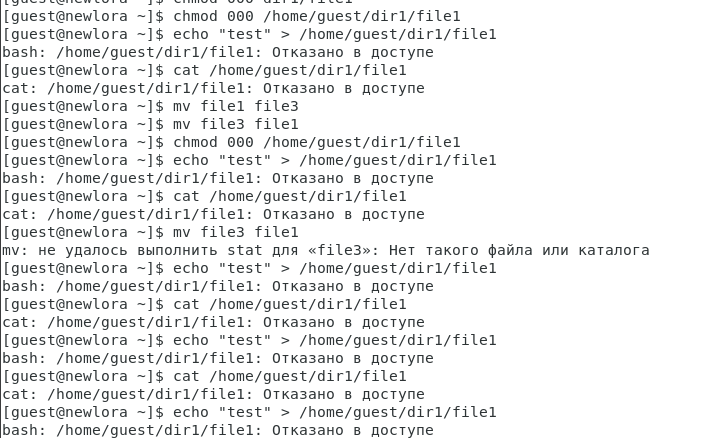 [guest@newlora ~]$ chmod 000 dir1/file1
[guest@newlora ~]$ chmod 000 /home/guest/dir1/file1
[guest@newlora ~]$ echo "test" > /home/guest/dir1/file1
bash: /home/guest/dir1/file1: Отказано в доступе
[guest@newlora ~]$ cat /home/guest/dir1/file1
cat: /home/guest/dir1/file1: Отказано в доступе
[guest@newlora ~]$ mv file1 file3
[guest@newlora ~]$ mv file3 file1
[guest@newlora ~]$ chmod 000 /home/guest/dir1/file1
[guest@newlora ~]$ echo "test" > /home/guest/dir1/file1
bash: /home/guest/dir1/file1: Отказано в доступе
[guest@newlora ~]$ cat /home/guest/dir1/file1
cat: /home/guest/dir1/file1: Отказано в доступе
[guest@newlora ~]$ mv file3 file1
mv: не удалось выполнить stat для «file3»: Нет такого файла или каталога
[guest@newlora ~]$ echo "test" > /home/guest/dir1/file1
bash: /home/guest/dir1/file1: Отказано в доступе
[guest@newlora ~]$ cat /home/guest/dir1/file1
cat: /home/guest/dir1/file1: Отказано в доступе
[guest@newlora ~]$ echo "test" > /home/guest/dir1/file1
bash: /home/guest/dir1/file1: Отказано в доступе
[guest@newlora ~]$ cat /home/guest/dir1/file1
cat: /home/guest/dir1/file1: Отказано в доступе
[guest@newlora ~]$ echo "test" > /home/guest/dir1/file1
bash: /home/guest/dir1/file1: Отказано в доступе